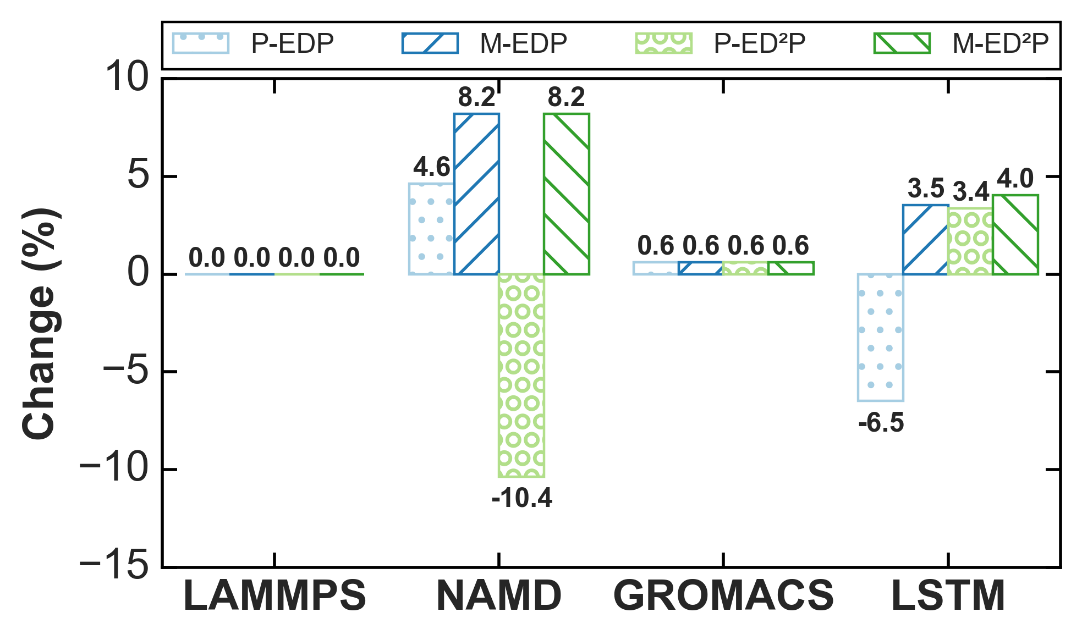 P-EDP M-EDP P-ED²P M-ED²P
10
8.2 8.2
5
4.6
3.5 3.4 4.0
0.0 0.0 0.0 0.0
0.6 0.6 0.6 0.6
0
Change (%)
−5
-6.5
−10
-10.4
−15
LAMMPS NAMD GROMACS LSTM